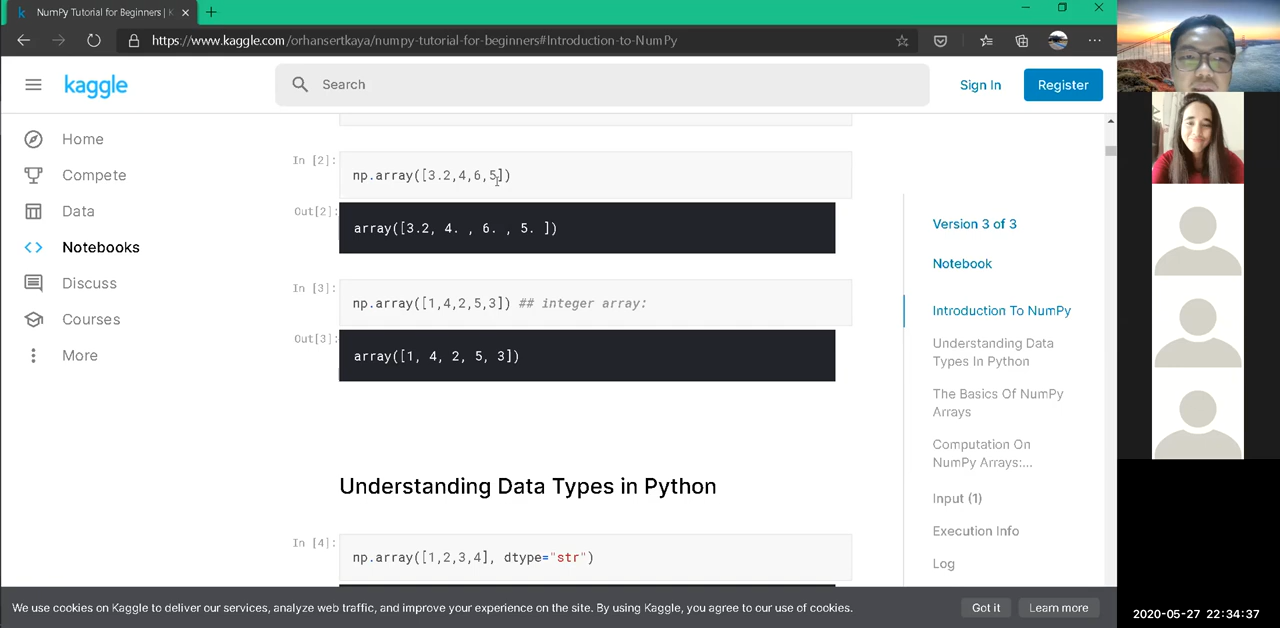 NumPy Tutorial for Beginners | K
https://www.kaggle.com/orhansertkaya/numpy-tutorial-for-beginners#Introduction-to-NumPy
kaggle
Search
Sign In
Register
Home
Compete
Data
Notebooks
Discuss
Courses
More
In [2]:
np.array([3.2,4,6,5])
Out[2]:
array([3.2, 4. , 6. , 5. ])
In [3]:
np.array([1,4,2,5,3]) ## integer array:
Out[3]:
array([1, 4, 2, 5, 3])
Understanding Data Types in Python
In [4]:
np.array([1,2,3,4], dtype="str")
Version 3 of 3
Notebook
Introduction To NumPy
Understanding Data
Types In Python
The Basics Of NumPy
Arrays
Computation On
NumPy Arrays:...
Input (1)
Execution Info
Log
We use cookies on Kaggle to deliver our services, analyze web traffic, and improve your experience on the site. By using Kaggle, you agree to our use of cookies.
Got it
Learn more
2020-05-27 22:34:37